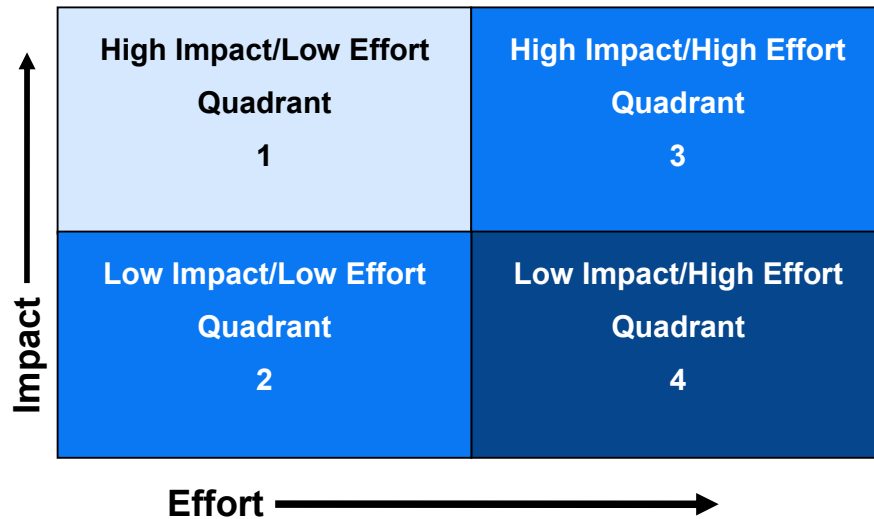 High Impact/Low Effort
Quadrant
1
High Impact/High Effort
Quadrant
3
Low Impact/Low Effort
Quadrant
2
Low Impact/High Effort
Quadrant
4
Impact
Effort